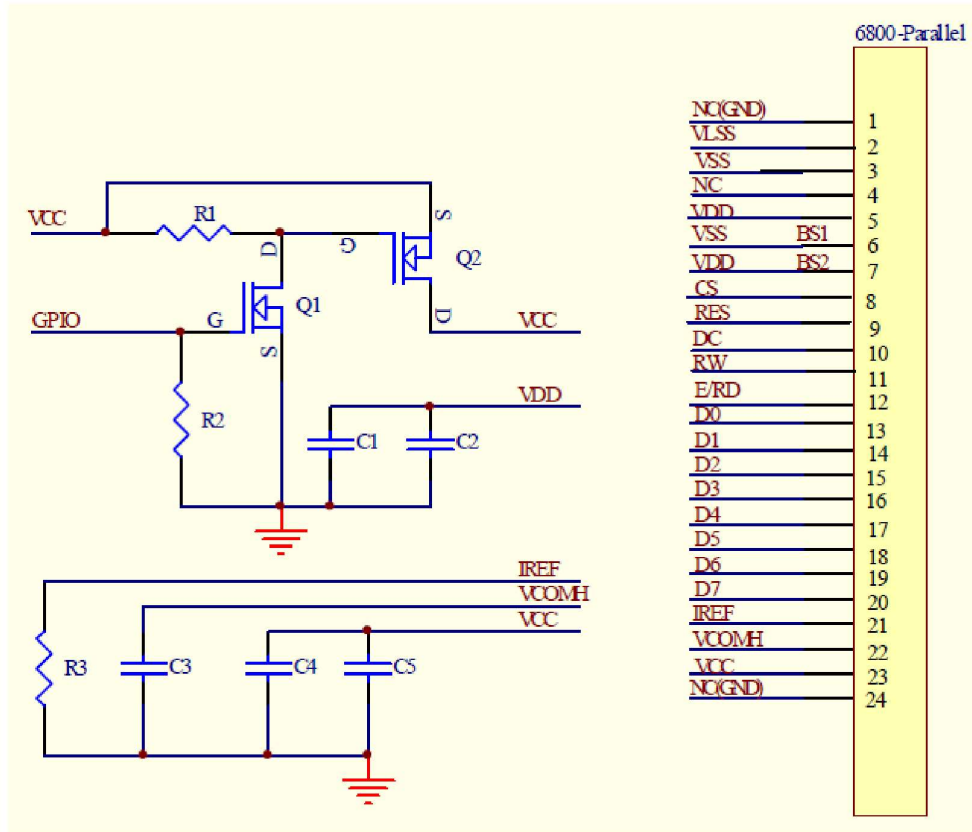 6800-Parallel
NC(GND) 1
VLSS 2
VSS 3
NC 4
VDD 5
VSS BS1 6
VDD BS2 7
CS 8
RES 9
DC 10
RW 11
E/RD 12
D0 13
D1 14
D2 15
D3 16
D4 17
D5 18
D6 19
D7 20
IREF 21
VCOMH 22
VCC 23
NC(GND) 24
VCC
R1
S
D
G
Q2
Q1
GPIO
G
S
D
VCC
R2
VDD
C1
C2
IREF
VCOMH
VCC
R3
C3
C4
C5